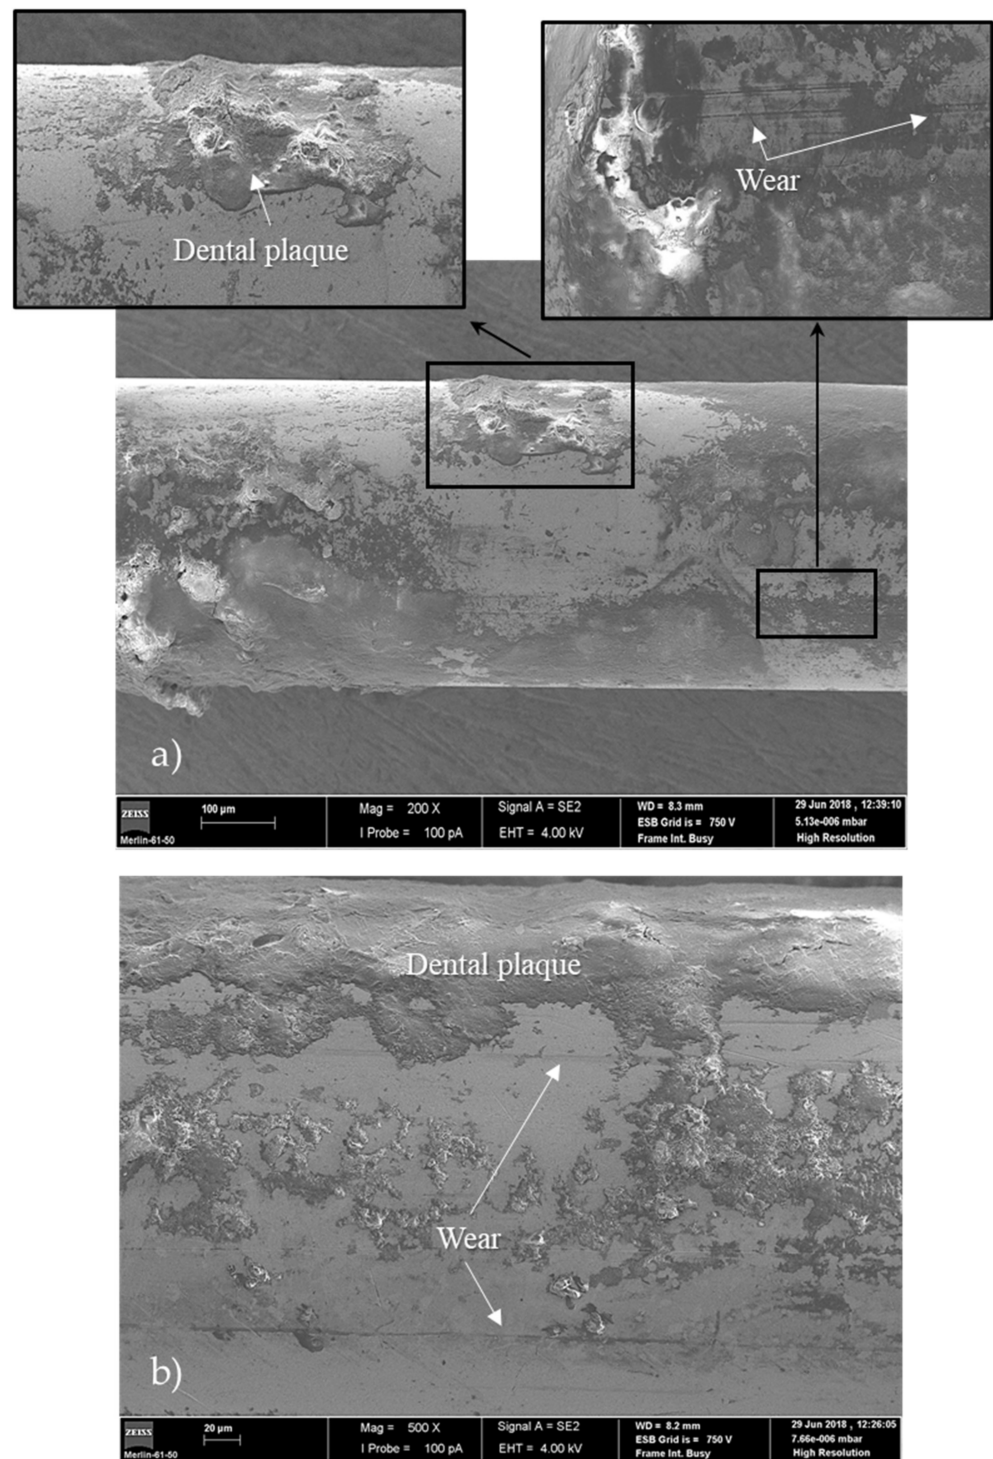 Dental plaque
Wear
a)
ZEISS
Merlin-61-50
100 µm
Mag = 200 X
I Probe = 100 pA
Signal A = SE2
EHT = 4.00 kV
WD = 8.3 mm
ESB Grid is = 750 V
Frame Int. Busy
29 Jun 2018 , 12:39:10
5.13e-006 mbar
High Resolution
Dental plaque
Wear
b)
ZEISS
Merlin-61-50
20 µm
Mag = 500 X
I Probe = 100 pA
Signal A = SE2
EHT = 4.00 kV
WD = 8.2 mm
ESB Grid is = 750 V
Frame Int. Busy
29 Jun 2018 , 12:26:05
7.66e-006 mbar
High Resolution